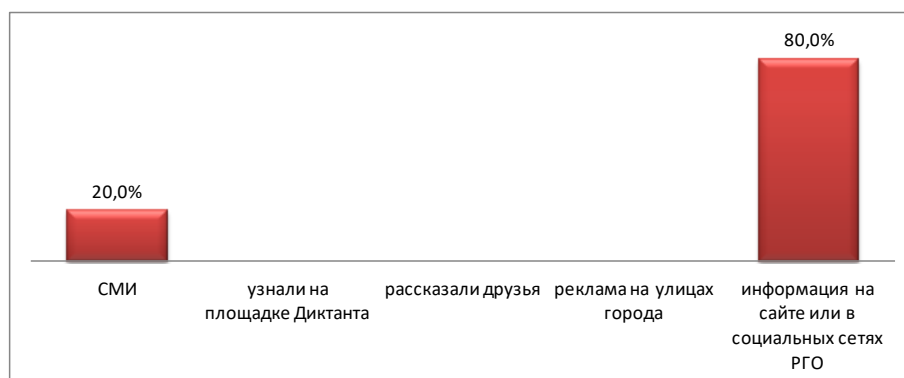 80,0%
20,0%
СМИ
узнали на
площадке Диктанта
рассказали друзья
реклама на улицах
города
информация на
сайте или в
социальных сетях
РГО